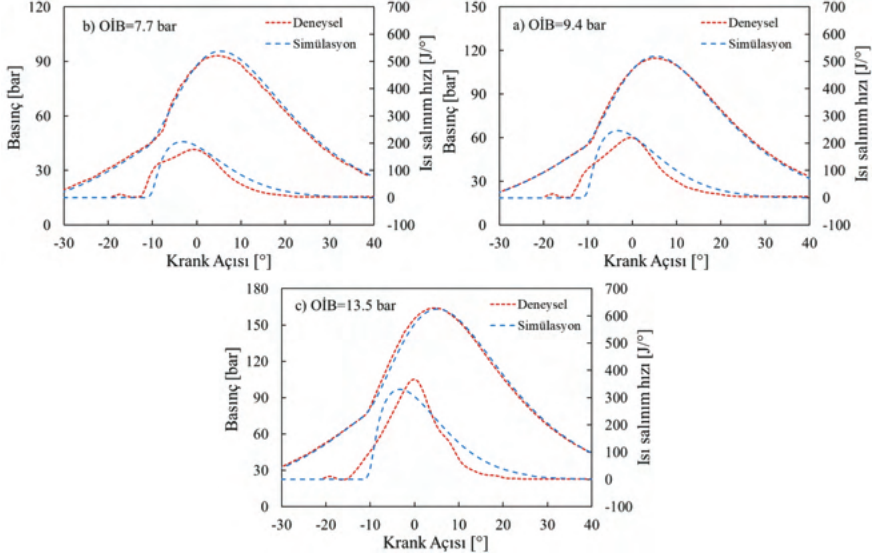 b) OİB=7.7 bar
Deneysel
Simülasyon
120
90
60
30
0
Basınç [bar]
700
600
500
400
300
200
100
0
-100
Isı salınım hızı [J/°]
-30 -20 -10 0 10 20 30 40
Krank Açısı [°]
a) OİB=9.4 bar
Deneysel
Simülasyon
150
120
90
60
30
0
Basınç [bar]
700
600
500
400
300
200
100
0
-100
Isı salınım hızı [J/°]
-30 -20 -10 0 10 20 30 40
Krank Açısı [°]
c) OİB=13.5 bar
Deneysel
Simülasyon
180
150
120
90
60
30
0
Basınç [bar]
700
600
500
400
300
200
100
0
-100
Isı salınım hızı [J/°]
-30 -20 -10 0 10 20 30 40
Krank Açısı [°]